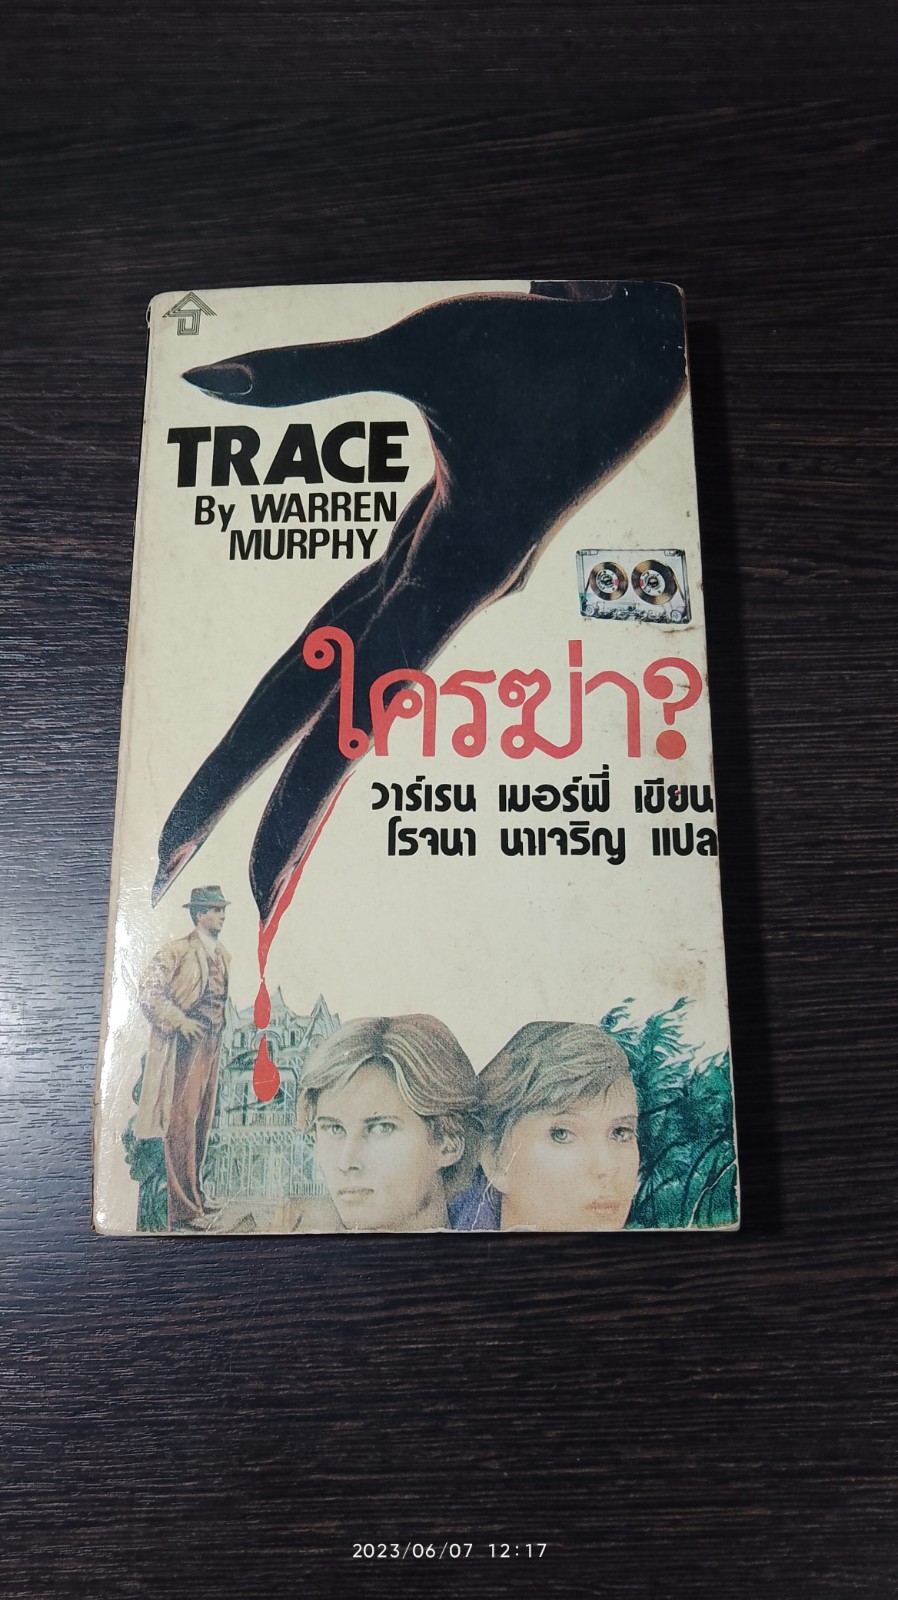 TRACE
By WARREN
MURPHY
ใครฆ่า?
วาร์เรน เมอร์ฟี่ เขียน
โรจนา นาเจริญ แปล
2023/06/07 12:17